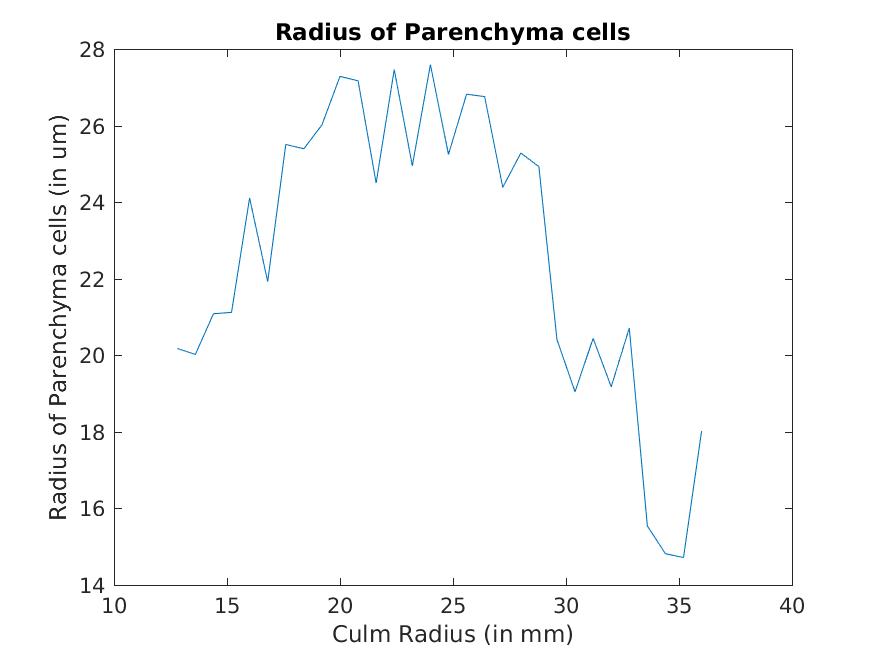 Radius of Parenchyma cells
28
26
24
22
20
18
16
14
Radius of Parenchyma cells (in um)
10 15 20 25 30 35 40
Culm Radius (in mm)